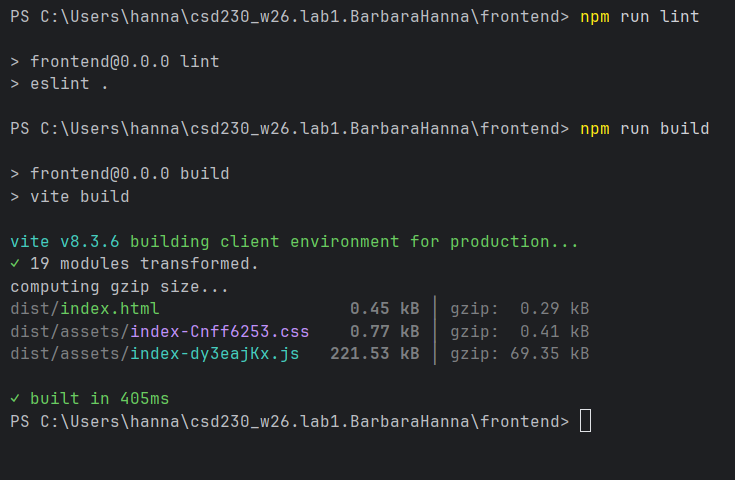 PS C:\Users\hanna\csd230_w26.lab1.BarbaraHanna\frontend> npm run lint
> frontend@0.0.0 lint
> eslint .
PS C:\Users\hanna\csd230_w26.lab1.BarbaraHanna\frontend> npm run build
> frontend@0.0.0 build
> vite build
vite v8.3.6 building client environment for production...
✓ 19 modules transformed.
computing gzip size...
dist/index.html                   0.45 kB │ gzip:  0.29 kB
dist/assets/index-Cnff6253.css    0.77 kB │ gzip:  0.41 kB
dist/assets/index-dy3eajKx.js   221.53 kB │ gzip: 69.35 kB
✓ built in 405ms
PS C:\Users\hanna\csd230_w26.lab1.BarbaraHanna\frontend>